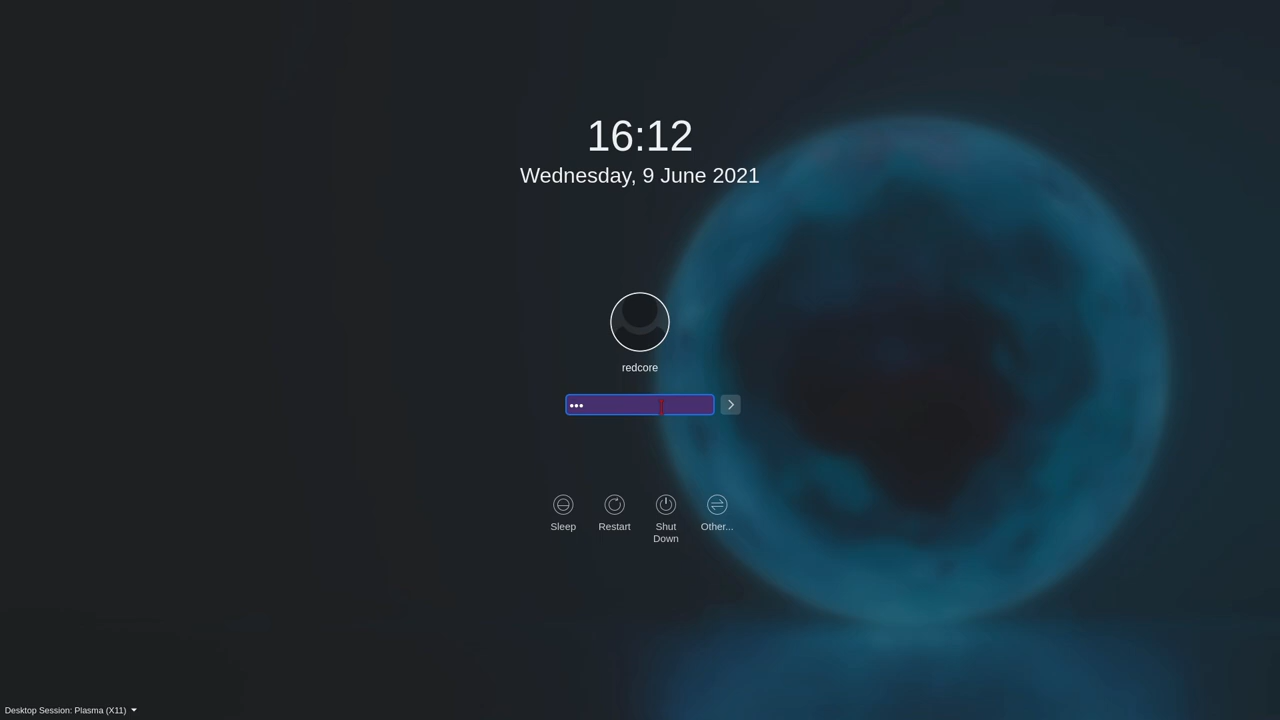 16:12
Wednesday, 9 June 2021
redcore
•••
Sleep
Restart
Shut
Down
Other...
Desktop Session: Plasma (X11)